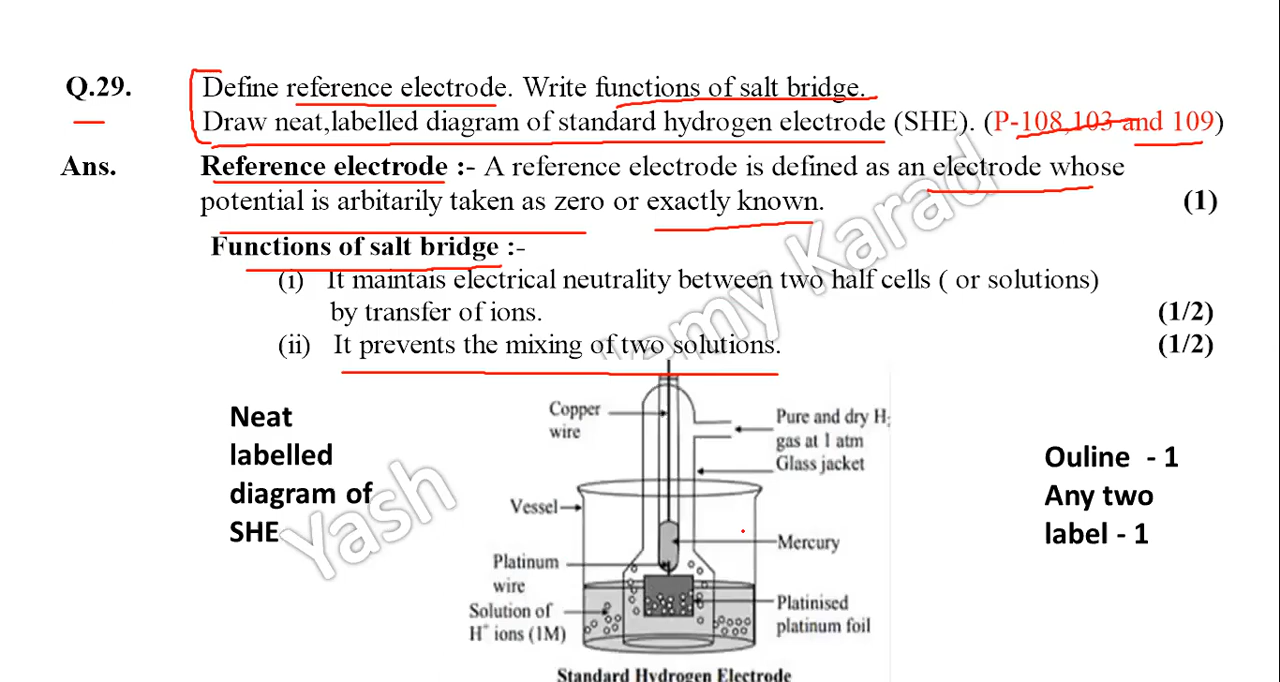 Q.29. Define reference electrode. Write functions of salt bridge.
Draw neat,labelled diagram of standard hydrogen electrode (SHE). (P-108,103 and 109)
Ans. Reference electrode :- A reference electrode is defined as an electrode whose
potential is arbitarily taken as zero or exactly known. (1)
Functions of salt bridge :-
(i) It maintais electrical neutrality between two half cells ( or solutions)
by transfer of ions. (1/2)
(ii) It prevents the mixing of two solutions. (1/2)
Neat
labelled
diagram of
SHE
Copper
wire
Vessel
Platinum
wire
Solution of
H⁺ ions (1M)
Pure and dry H
gas at 1 atm
Glass jacket
Mercury
Platinised
platinum foil
Standard Hydrogen Electrode
Ouline - 1
Any two
label - 1
Yash
Karad